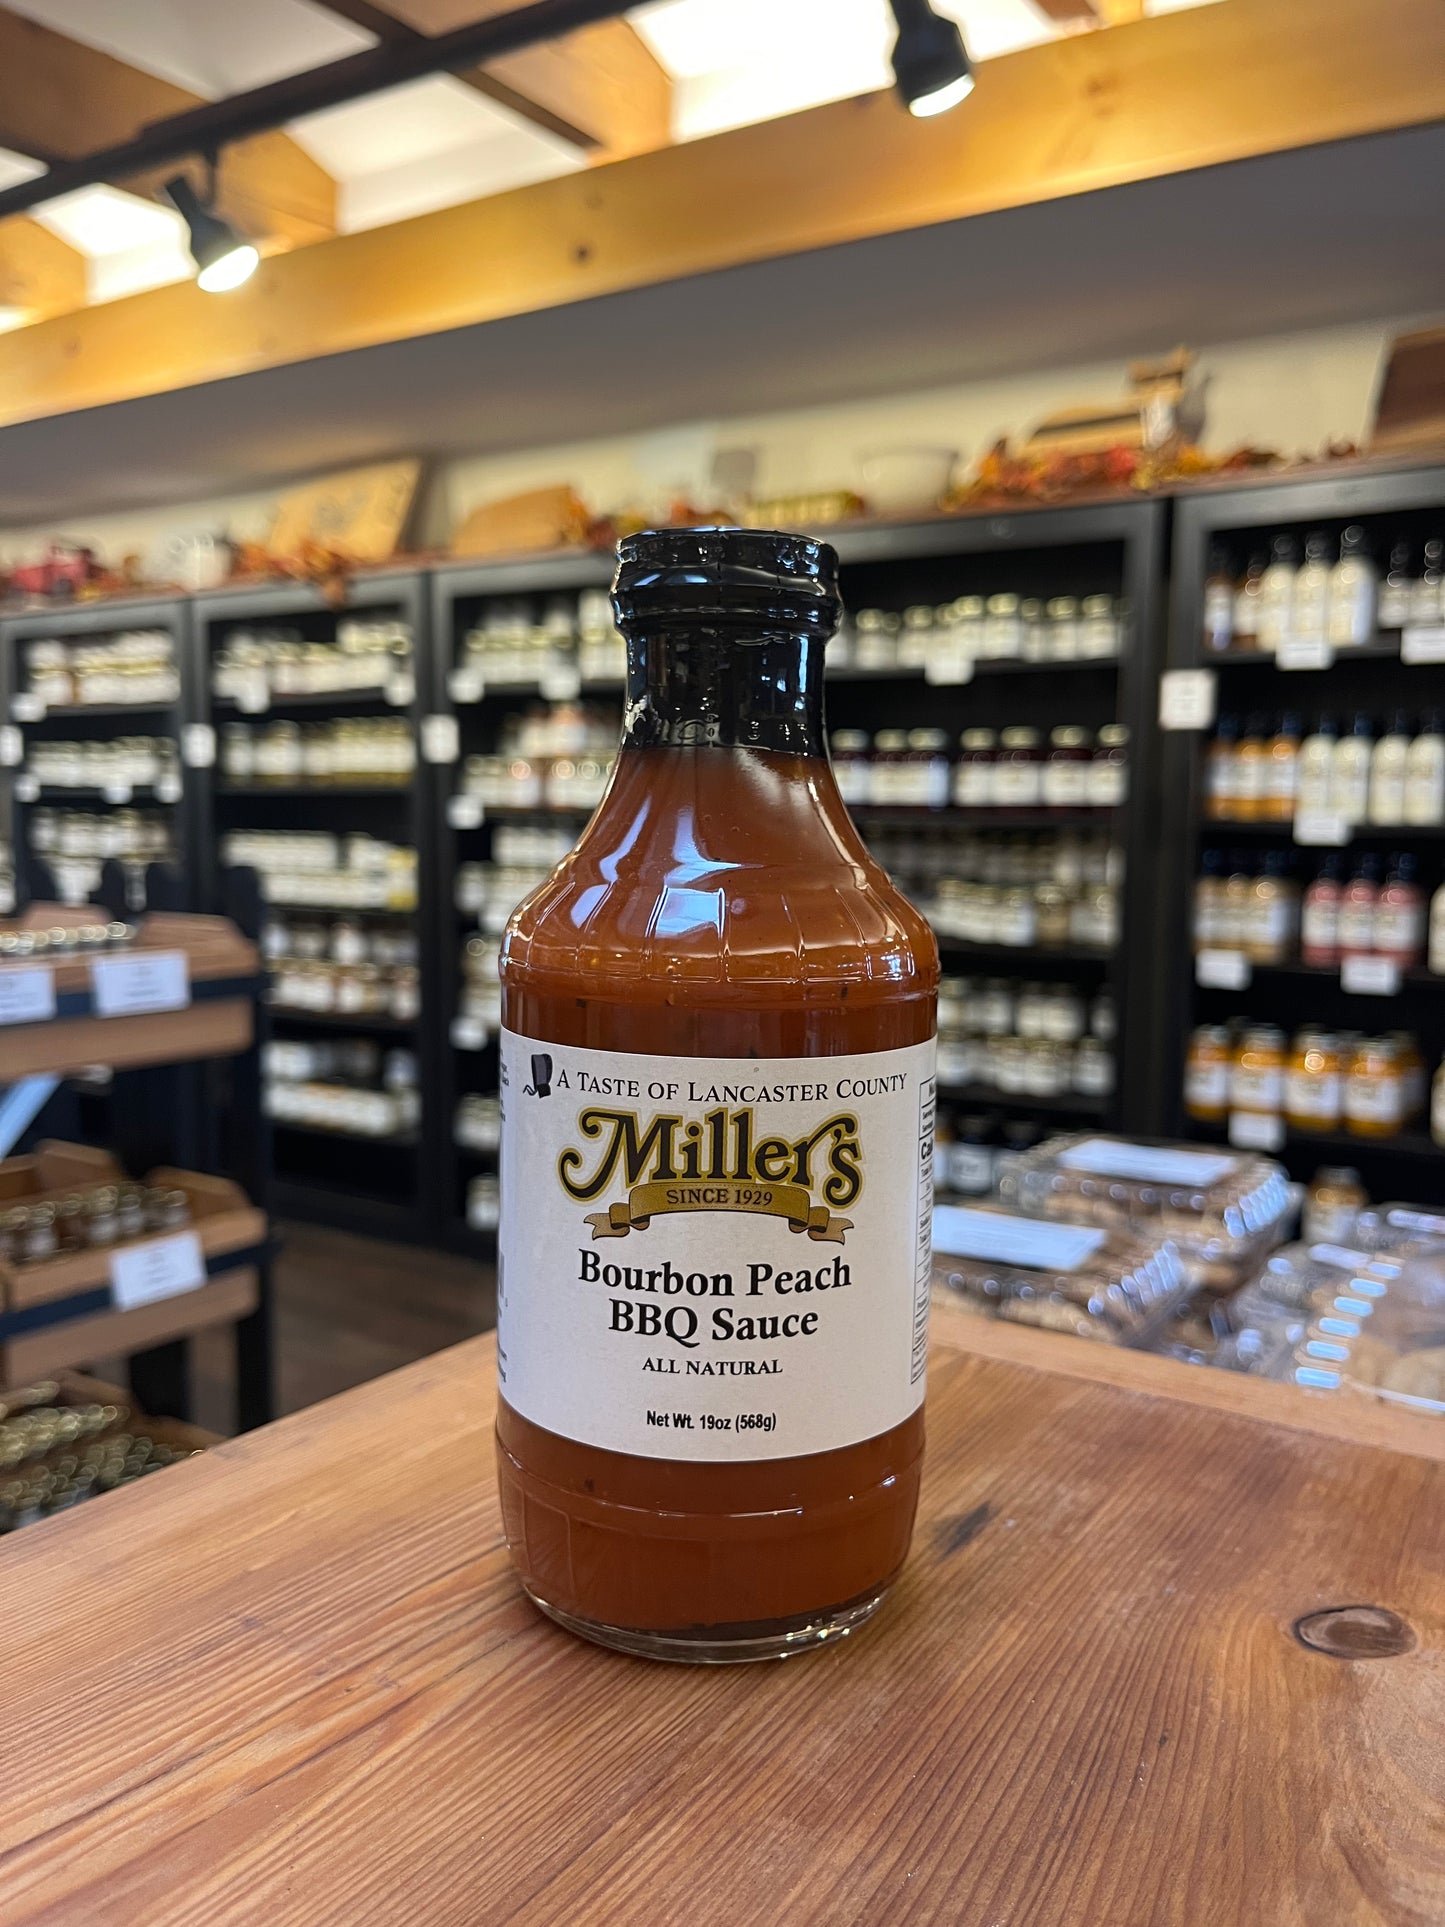 A TASTE OF LANCASTER COUNTY
Miller's
SINCE 1929
Bourbon Peach
BBQ Sauce
ALL NATURAL
Net Wt. 19oz (568g)